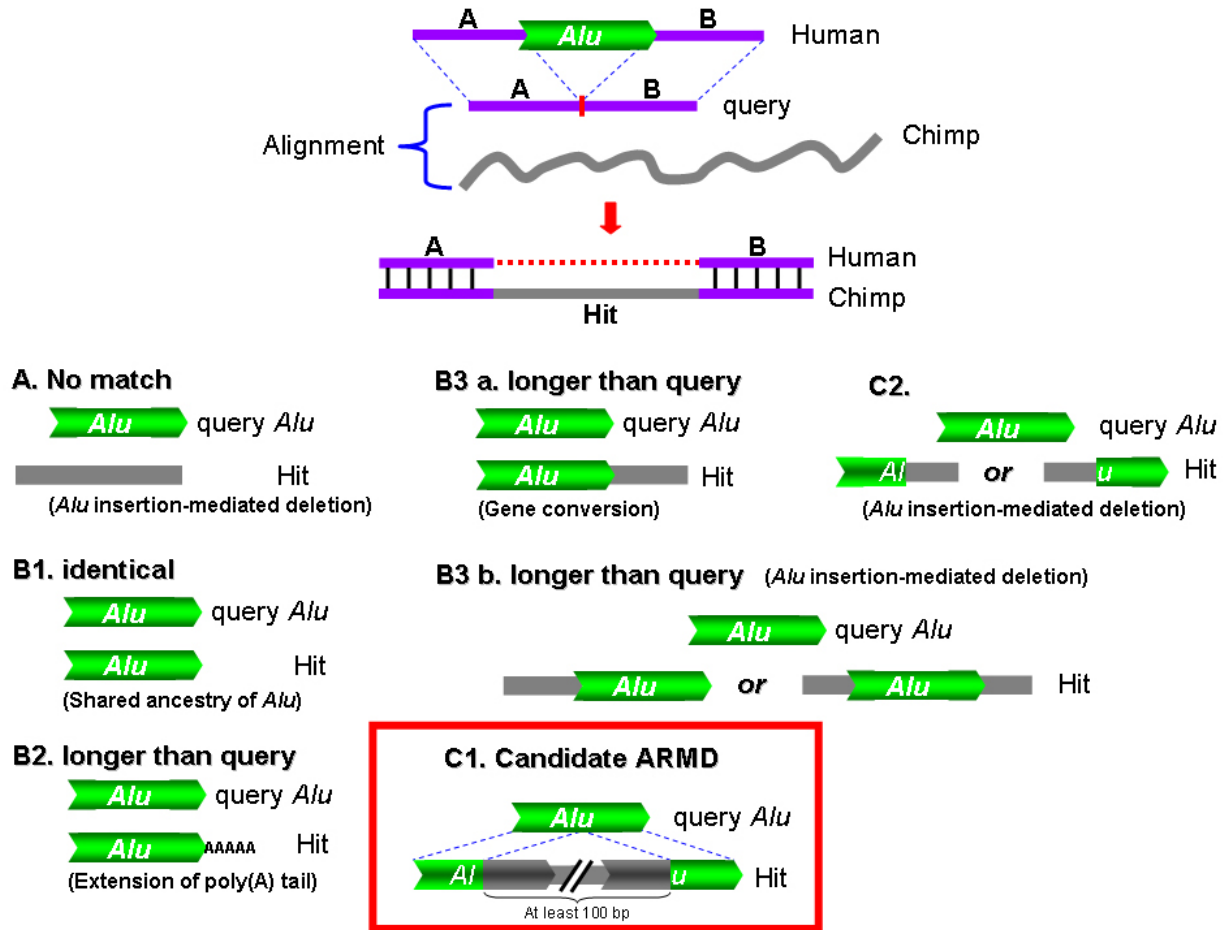 A Alu B Human
A B query
Alignment
Chimp
A B Human
Chimp
Hit
A. No match
Alu query Alu
Hit
(Alu insertion-mediated deletion)
B1. identical
Alu query Alu
Alu Hit
(Shared ancestry of Alu)
B2. longer than query
Alu query Alu
Alu AAAAA Hit
(Extension of poly(A) tail)
B3 a. longer than query
Alu query Alu
Alu Hit
(Gene conversion)
C2.
Alu query Alu
Al or u Hit
(Alu insertion-mediated deletion)
B3 b. longer than query (Alu insertion-mediated deletion)
Alu query Alu
Alu or Alu Hit
C1. Candidate ARMD
Alu query Alu
Al u Hit
At least 100 bp